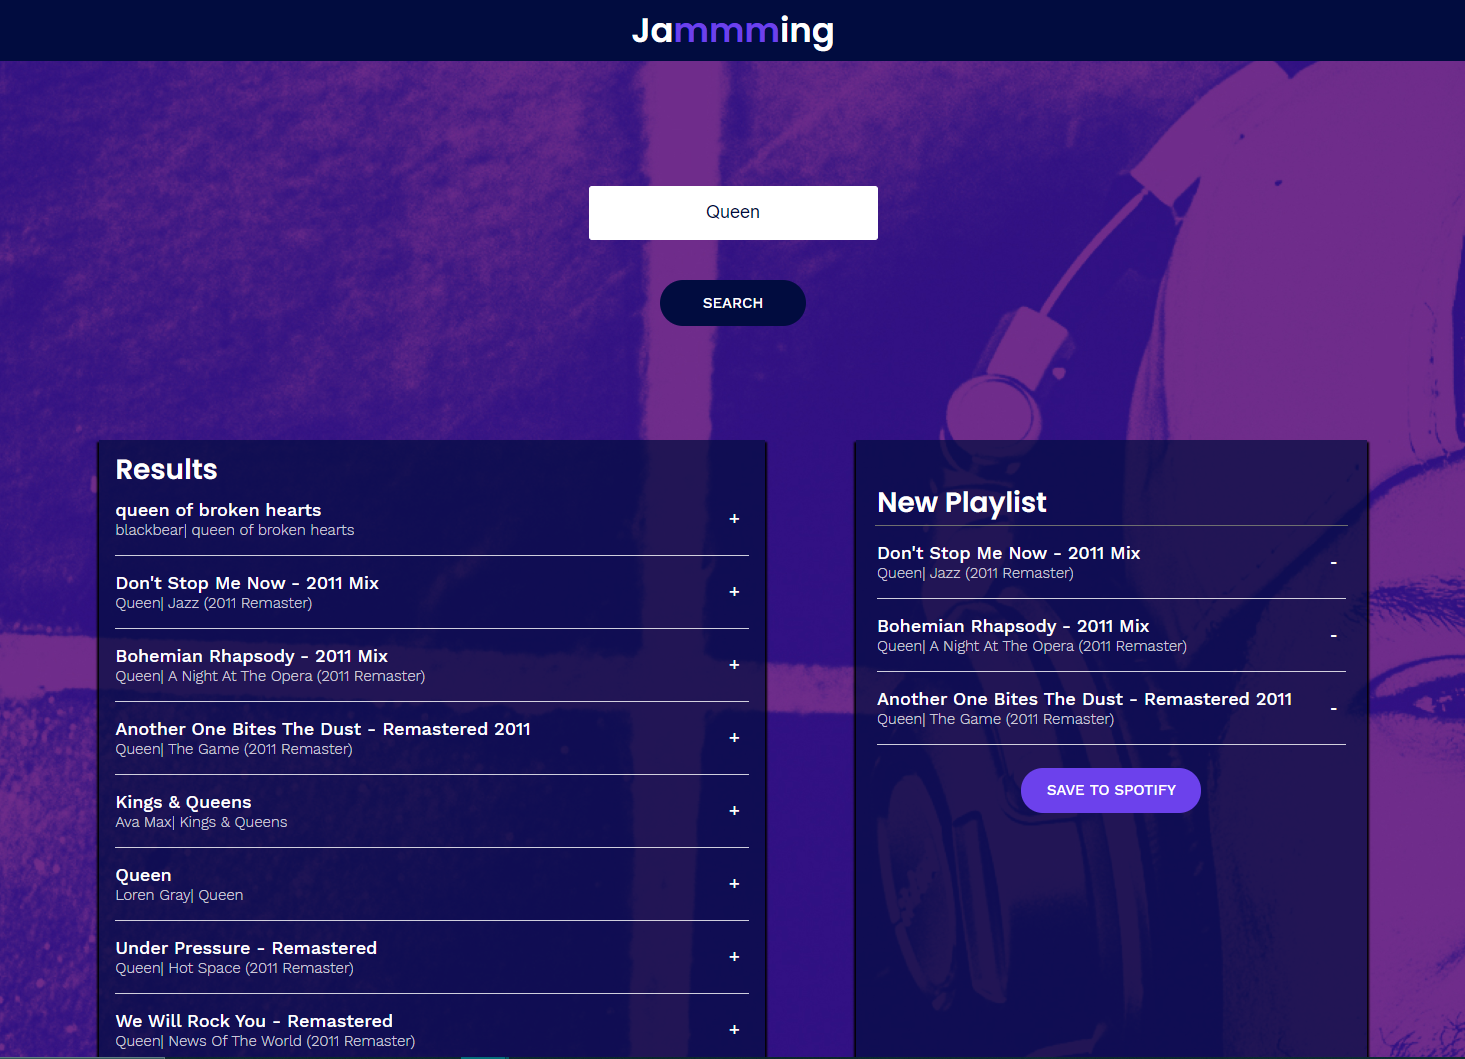 Jammming
Queen
SEARCH
Results
queen of broken hearts
blackbear| queen of broken hearts
+
Don't Stop Me Now - 2011 Mix
Queen| Jazz (2011 Remaster)
+
Bohemian Rhapsody - 2011 Mix
Queen| A Night At The Opera (2011 Remaster)
+
Another One Bites The Dust - Remastered 2011
Queen| The Game (2011 Remaster)
+
Kings & Queens
Ava Max| Kings & Queens
+
Queen
Loren Gray| Queen
+
Under Pressure - Remastered
Queen| Hot Space (2011 Remaster)
+
We Will Rock You - Remastered
Queen| News Of The World (2011 Remaster)
+
New Playlist
Don't Stop Me Now - 2011 Mix
Queen| Jazz (2011 Remaster)
-
Bohemian Rhapsody - 2011 Mix
Queen| A Night At The Opera (2011 Remaster)
-
Another One Bites The Dust - Remastered 2011
Queen| The Game (2011 Remaster)
-
SAVE TO SPOTIFY